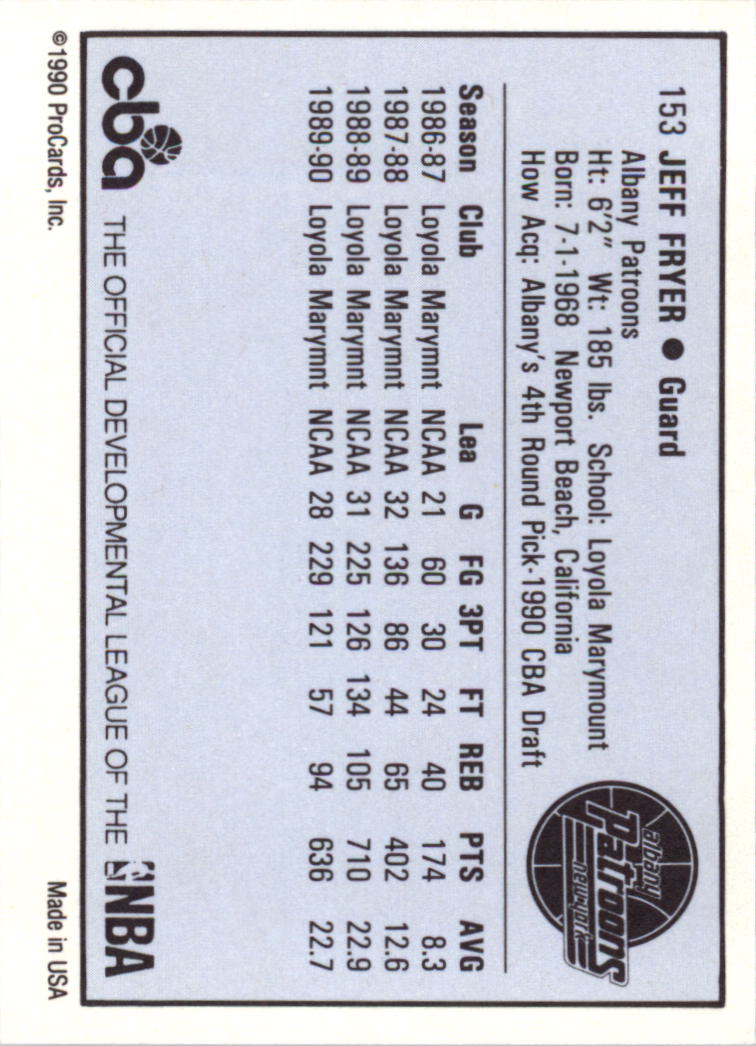 153 JEFF FRYER ● Guard
Albany Patroons
Ht: 6'2" Wt: 185 lbs. School: Loyola Marymount
Born: 7-1-1968 Newport Beach, California
How Acq: Albany's 4th Round Pick-1990 CBA Draft
albany
Patroons
new-york
Season Club Lea G FG 3PT FT REB PTS AVG
1986-87 Loyola Marymnt NCAA 21 60 30 24 40 174 8.3
1987-88 Loyola Marymnt NCAA 32 136 86 44 65 402 12.6
1988-89 Loyola Marymnt NCAA 31 225 126 134 105 710 22.9
1989-90 Loyola Marymnt NCAA 28 229 121 57 94 636 22.7
cba THE OFFICIAL DEVELOPMENTAL LEAGUE OF THE NBA
©1990 ProCards, Inc. Made in USA